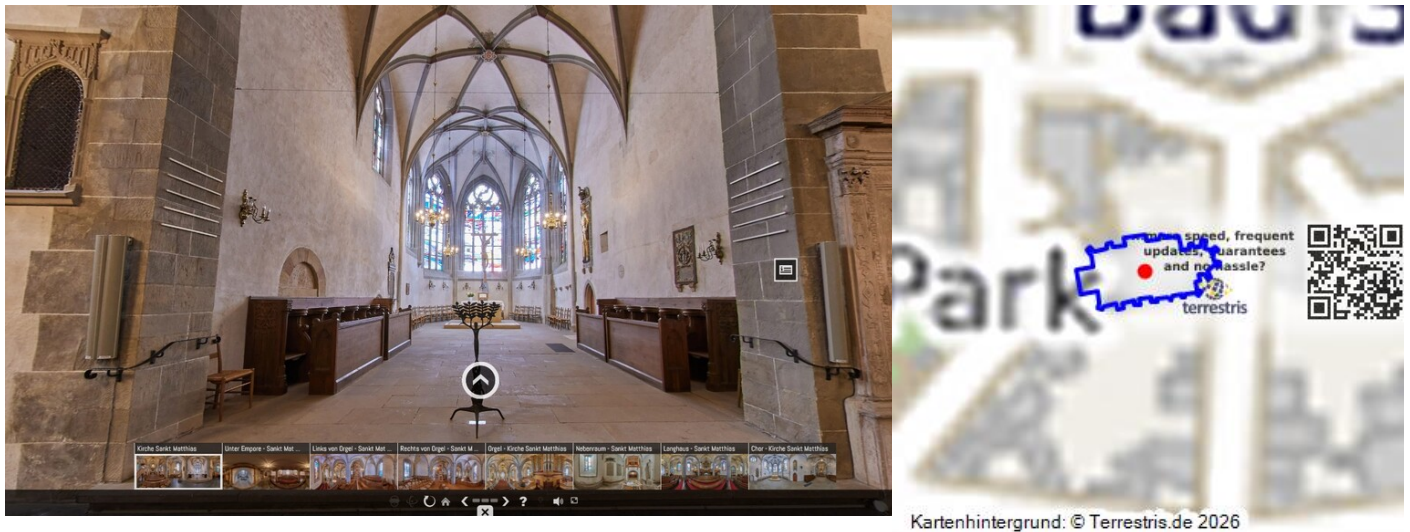 Kirche Sankt Matthias
Unter Empore - Sankt Mat ...
Links von Orgel - Sankt Mat ...
Rechts von Orgel - Sankt M ...
Orgel - Kirche Sankt Matthias
Nebenraum - Sankt Matthias
Langhaus - Sankt Matthias
Chor - Kirche Sankt Matthias
?
Bad S
speed, frequent
updates, guarantees
and no hassle?
Park
terrestris
Kartenhintergrund: © Terrestris.de 2026